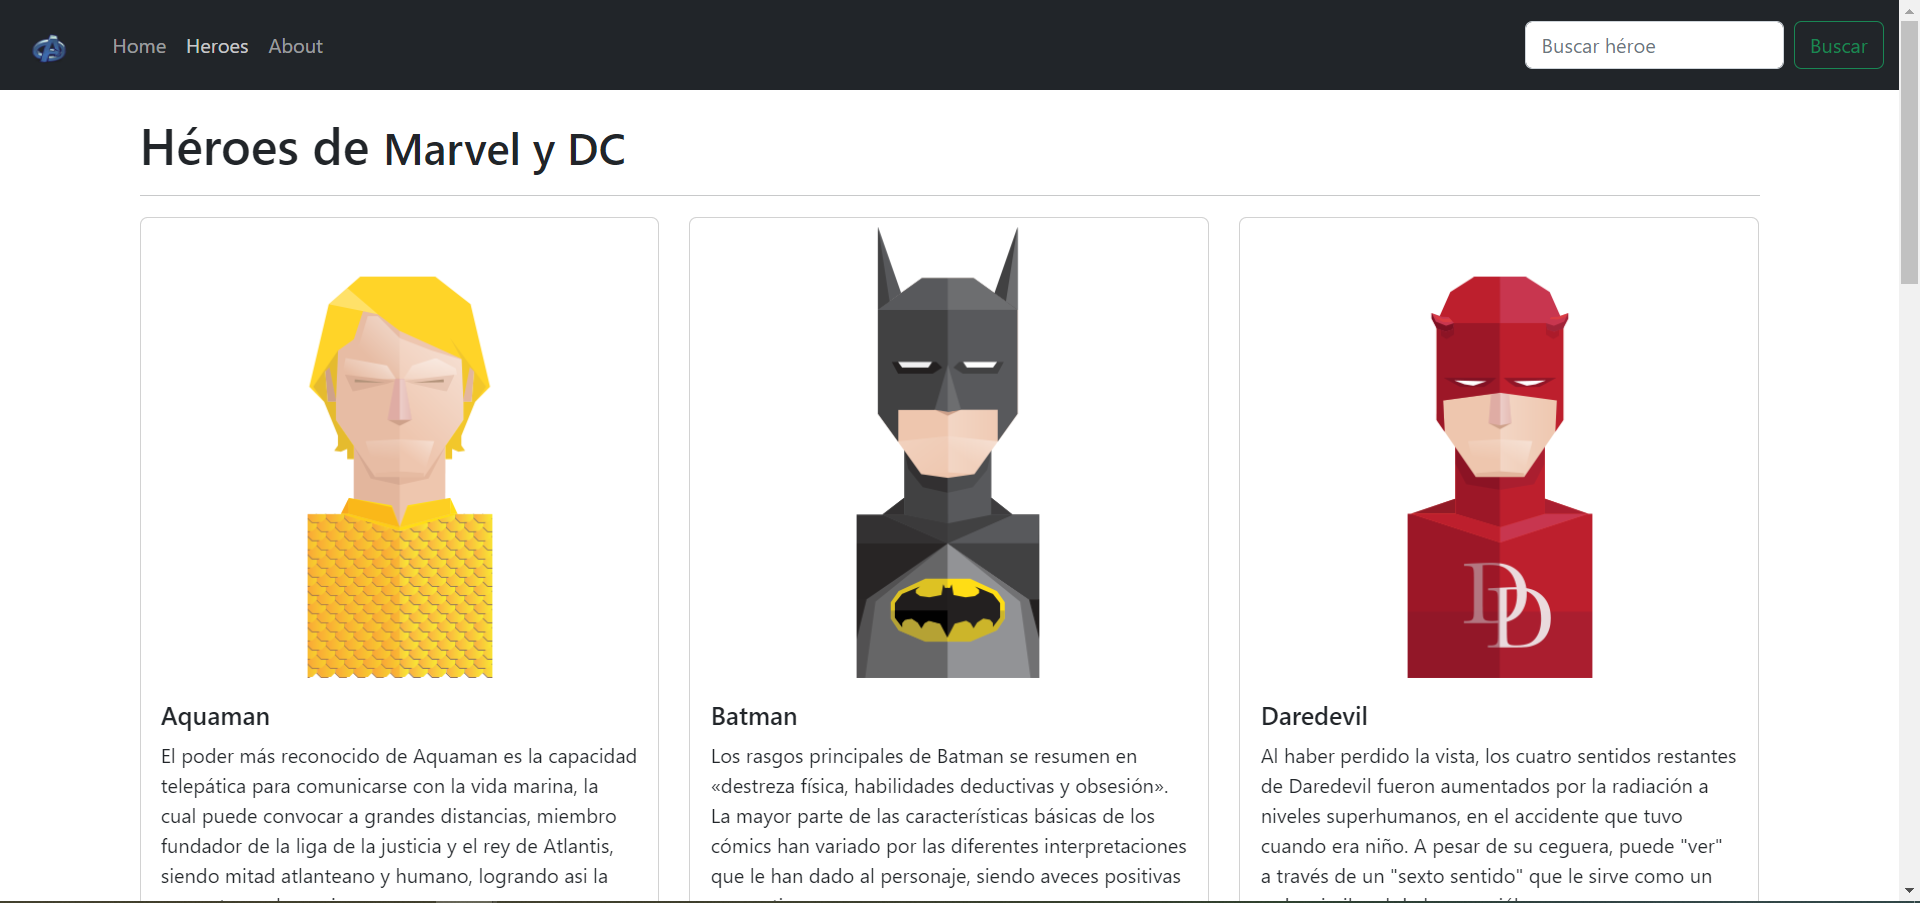 Home Heroes About Buscar héroe Buscar
Héroes de Marvel y DC
Aquaman
El poder más reconocido de Aquaman es la capacidad
telepática para comunicarse con la vida marina, la
cual puede convocar a grandes distancias, miembro
fundador de la liga de la justicia y el rey de Atlantis,
siendo mitad atlanteano y humano, logrando asi la
Batman
Los rasgos principales de Batman se resumen en
«destreza física, habilidades deductivas y obsesión».
La mayor parte de las características básicas de los
cómics han variado por las diferentes interpretaciones
que le han dado al personaje, siendo aveces positivas
DD
Daredevil
Al haber perdido la vista, los cuatro sentidos restantes
de Daredevil fueron aumentados por la radiación a
niveles superhumanos, en el accidente que tuvo
cuando era niño. A pesar de su ceguera, puede "ver"
a través de un "sexto sentido" que le sirve como un